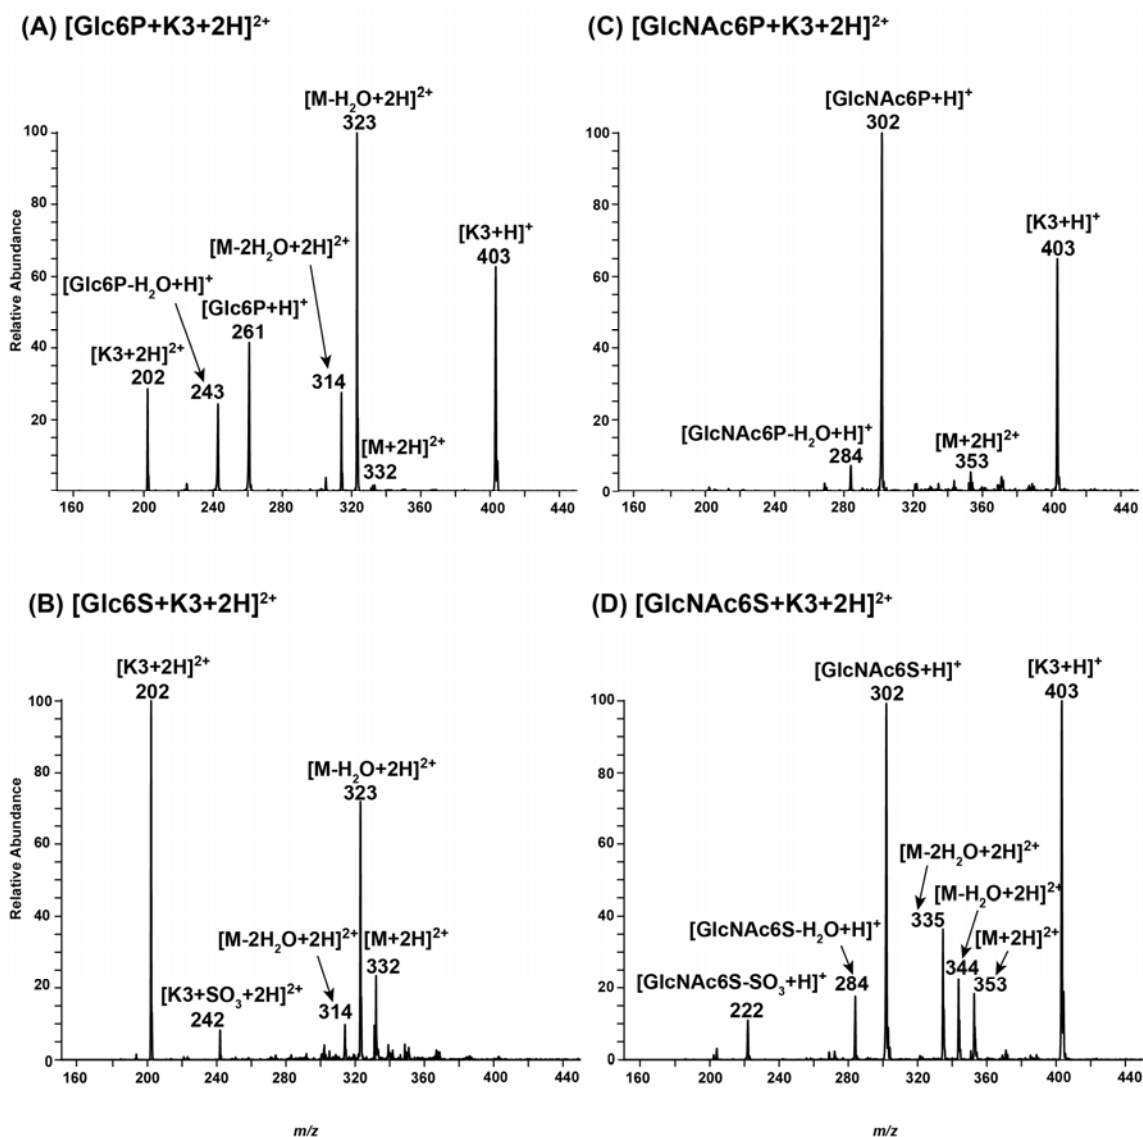 (A) [Glc6P+K3+2H]²⁺
[M-H₂O+2H]²⁺
323
[K3+H]⁺
403
[M-2H₂O+2H]²⁺
314
[Glc6P-H₂O+H]⁺
243
[Glc6P+H]⁺
261
[K3+2H]²⁺
202
[M+2H]²⁺
332
Relative Abundance
100
80
60
40
20
0
160 200 240 280 320 360 400 440
(C) [GlcNAc6P+K3+2H]²⁺
[GlcNAc6P+H]⁺
302
[K3+H]⁺
403
[GlcNAc6P-H₂O+H]⁺
284
[M+2H]²⁺
353
100
80
60
40
20
0
160 200 240 280 320 360 400 440
(B) [Glc6S+K3+2H]²⁺
[K3+2H]²⁺
202
[M-H₂O+2H]²⁺
323
[M-2H₂O+2H]²⁺
314
[M+2H]²⁺
332
[K3+SO₃+2H]²⁺
242
Relative Abundance
100
80
60
40
20
0
160 200 240 280 320 360 400 440
m/z
(D) [GlcNAc6S+K3+2H]²⁺
[GlcNAc6S+H]⁺
302
[K3+H]⁺
403
[M-2H₂O+2H]²⁺
335
[M-H₂O+2H]²⁺
344
[M+2H]²⁺
353
[GlcNAc6S-H₂O+H]⁺
284
[GlcNAc6S-SO₃+H]⁺
222
100
80
60
40
20
0
160 200 240 280 320 360 400 440
m/z